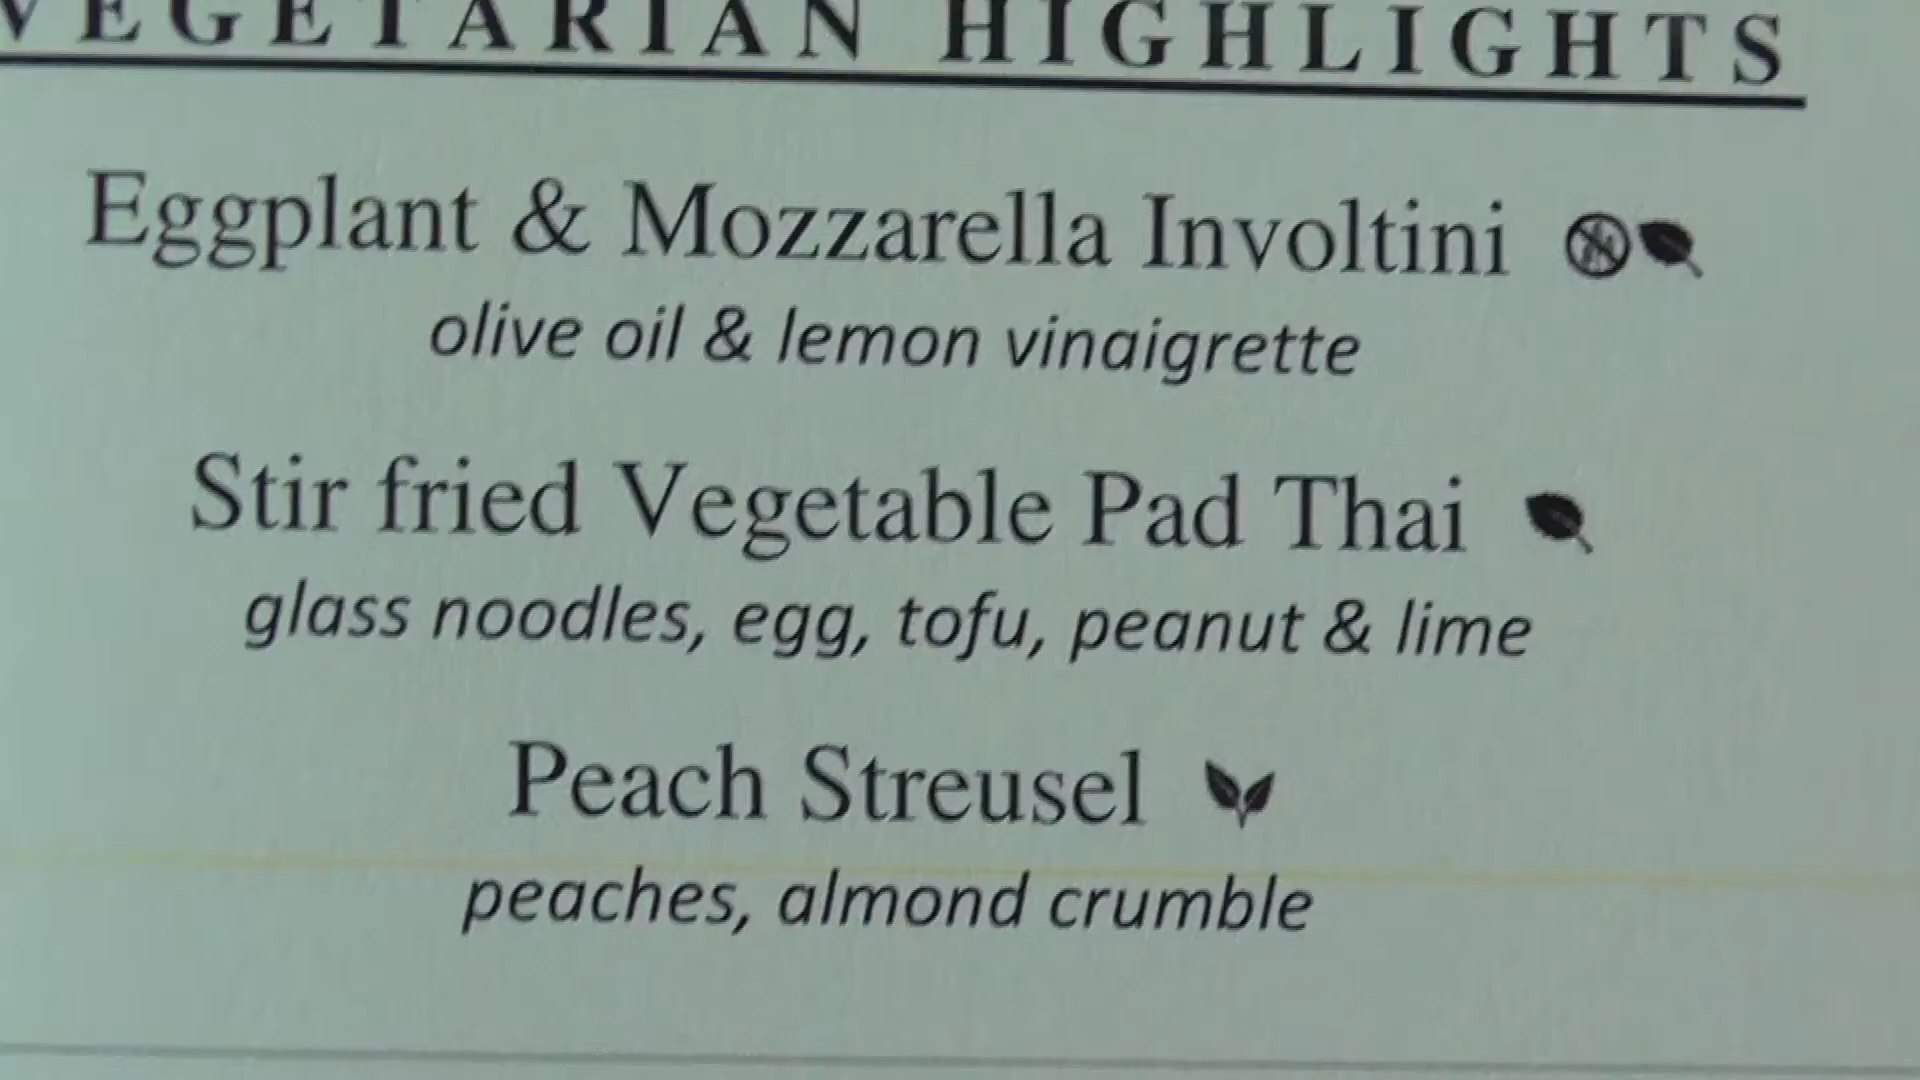 VEGETARIAN HIGHLIGHTS
Eggplant & Mozzarella Involtini
olive oil & lemon vinaigrette
Stir fried Vegetable Pad Thai
glass noodles, egg, tofu, peanut & lime
Peach Streusel
peaches, almond crumble